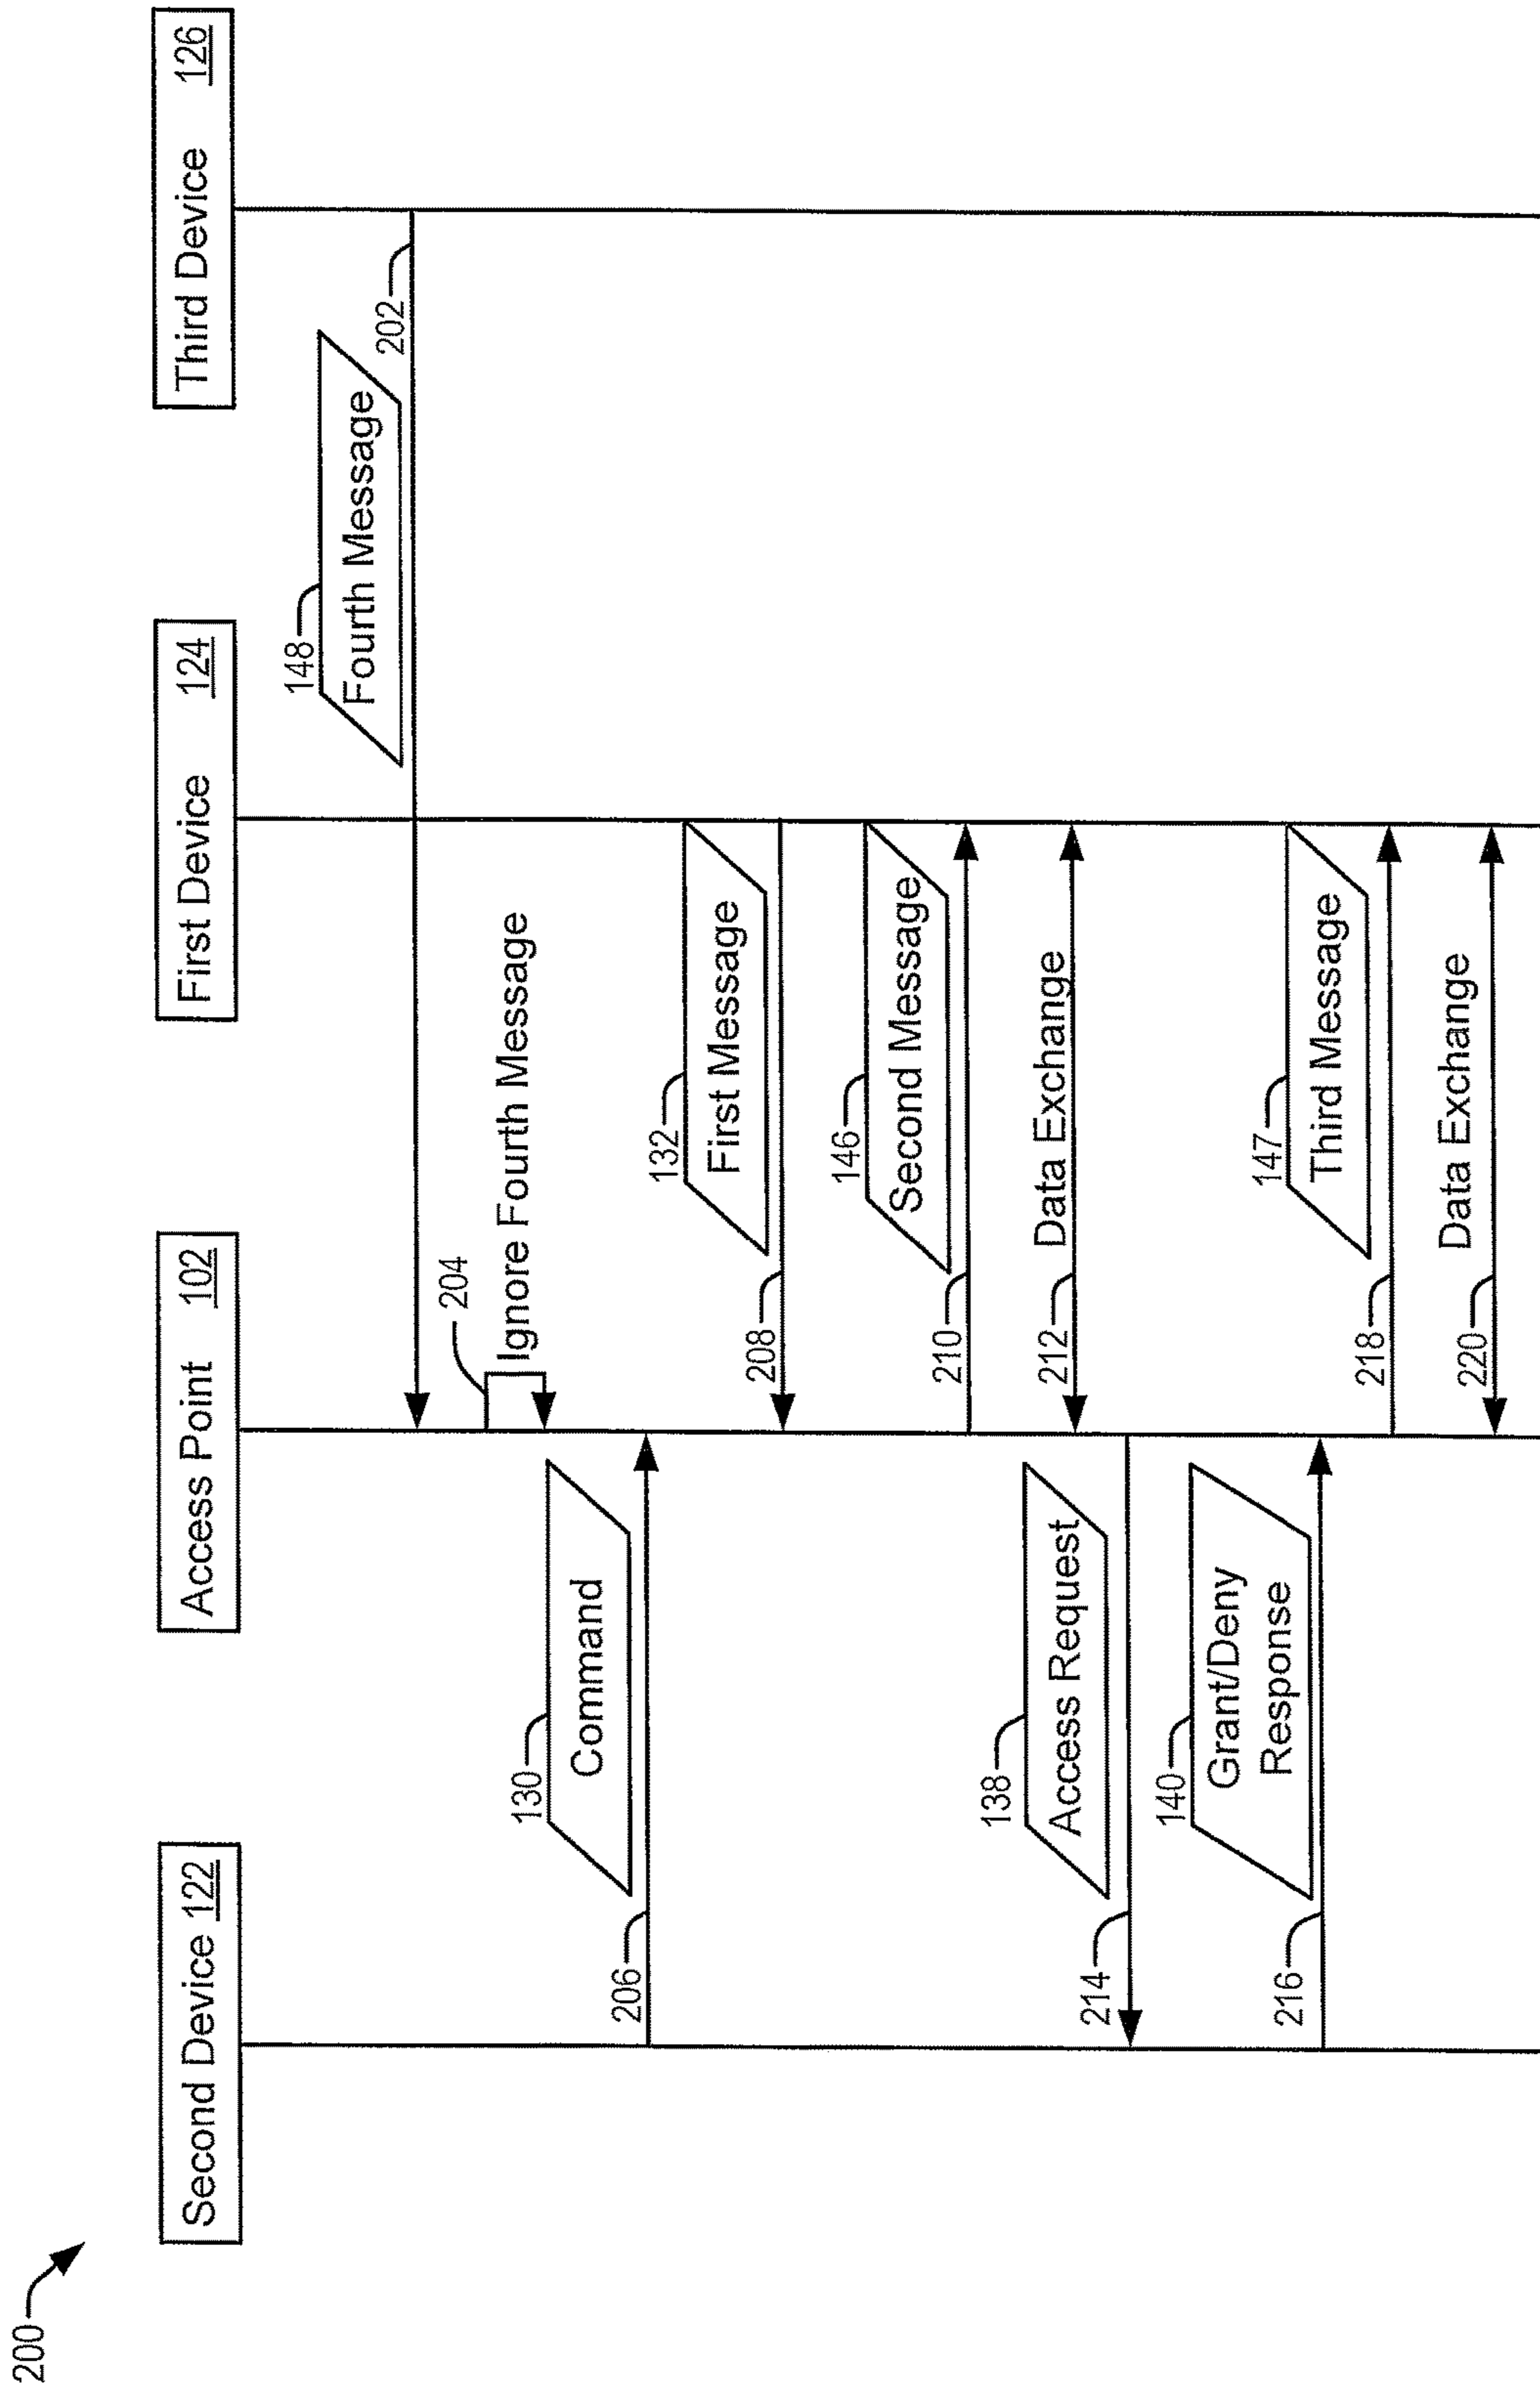 200
Second Device 122
Access Point 102
First Device 124
Third Device 126
148
Fourth Message
202
204
Ignore Fourth Message
130
Command
206
132
First Message
208
146
Second Message
210
212
Data Exchange
138
Access Request
214
140
Grant/Deny
Response
216
147
Third Message
218
220
Data Exchange